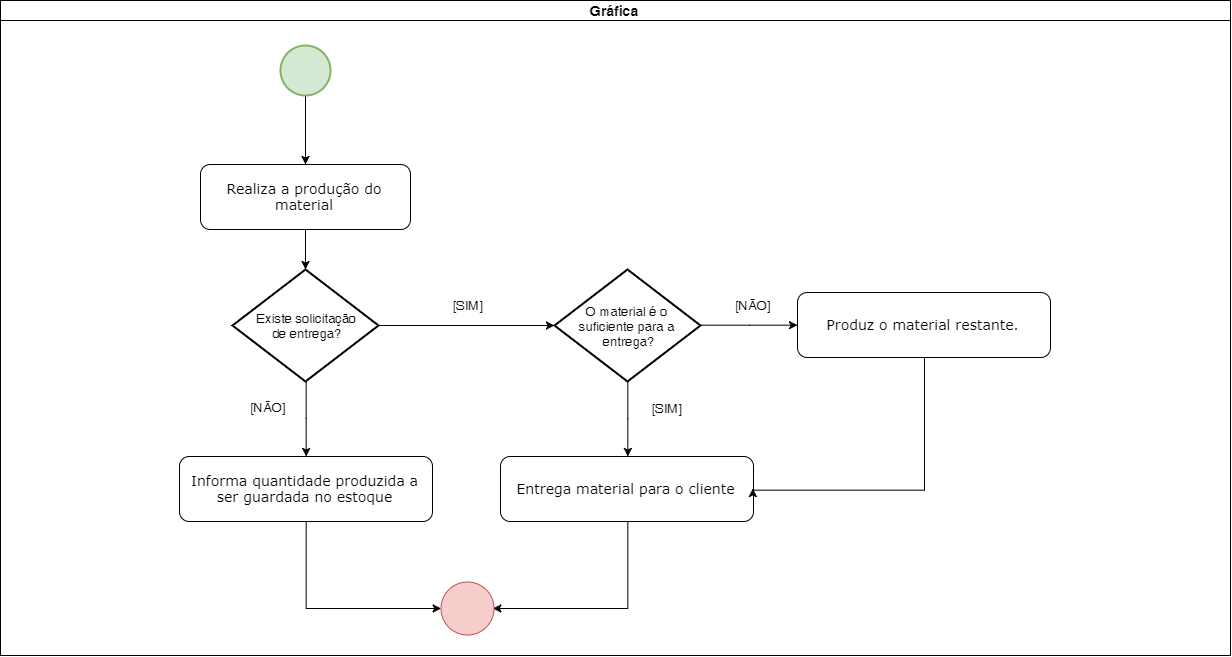 Gráfica
Realiza a produção do
material
Existe solicitação
de entrega?
[SIM]
O material é o
suficiente para a
entrega?
[NÃO]
Produz o material restante.
[NÃO]
[SIM]
Informa quantidade produzida a
ser guardada no estoque
Entrega material para o cliente